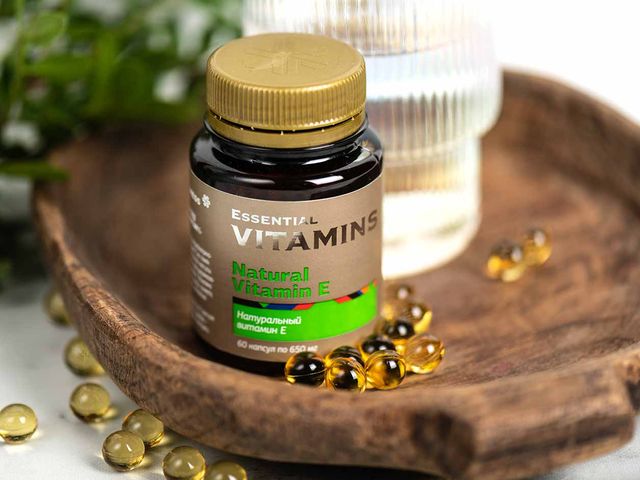 ESSENTIAL
VITAMINS
Natural
Vitamin E
Натуральный
витамин Е
60 капсул по 650 мг